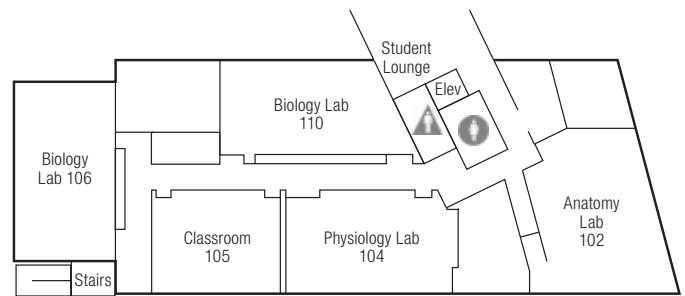 Student
Lounge
Elev
Biology Lab
110
Biology
Lab 106
Anatomy
Lab
102
Classroom
105
Physiology Lab
104
Stairs